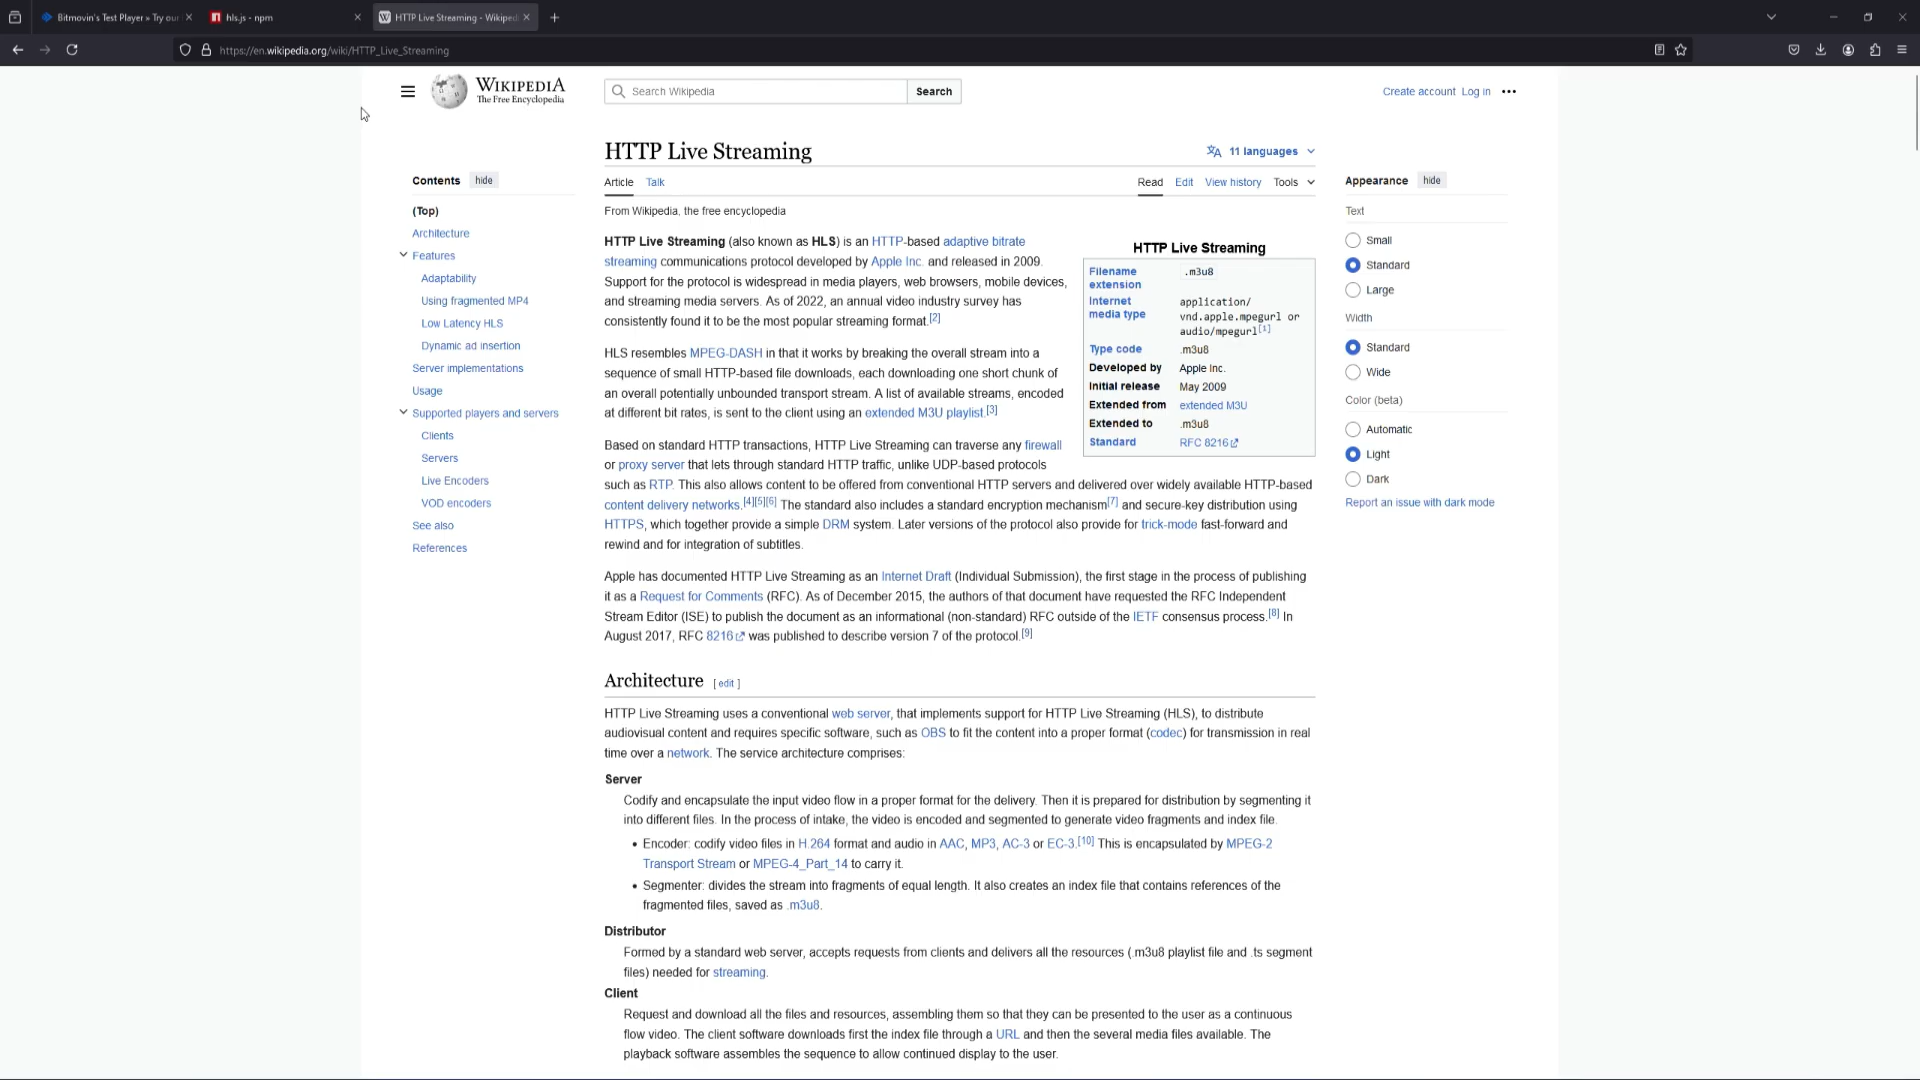 Bitmovin's Test Player » Try our
hls.js - npm
HTTP Live Streaming - Wikiped
https://en.wikipedia.org/wiki/HTTP_Live_Streaming
WIKIPEDIA
The Free Encyclopedia
Search Wikipedia
Search
Create account Log in
HTTP Live Streaming
11 languages
Contents hide
(Top)
Architecture
Features
Adaptability
Using fragmented MP4
Low Latency HLS
Dynamic ad insertion
Server implementations
Usage
Supported players and servers
Clients
Servers
Live Encoders
VOD encoders
See also
References
Article Talk
Read Edit View history Tools
From Wikipedia, the free encyclopedia
HTTP Live Streaming (also known as HLS) is an HTTP-based adaptive bitrate
streaming communications protocol developed by Apple Inc. and released in 2009.
Support for the protocol is widespread in media players, web browsers, mobile devices,
and streaming media servers. As of 2022, an annual video industry survey has
consistently found it to be the most popular streaming format.[2]
HLS resembles MPEG-DASH in that it works by breaking the overall stream into a
sequence of small HTTP-based file downloads, each downloading one short chunk of
an overall potentially unbounded transport stream. A list of available streams, encoded
at different bit rates, is sent to the client using an extended M3U playlist.[3]
HTTP Live Streaming
Filename
extension
.m3u8
Internet
media type
application/
vnd.apple.mpegurl or
audio/mpegurl[1]
Type code .m3u8
Developed by Apple Inc.
Initial release May 2009
Extended from extended M3U
Extended to .m3u8
Standard RFC 8216
Based on standard HTTP transactions, HTTP Live Streaming can traverse any firewall
or proxy server that lets through standard HTTP traffic, unlike UDP-based protocols
such as RTP. This also allows content to be offered from conventional HTTP servers and delivered over widely available HTTP-based
content delivery networks.[4][5][6] The standard also includes a standard encryption mechanism[7] and secure-key distribution using
HTTPS, which together provide a simple DRM system. Later versions of the protocol also provide for trick-mode fast-forward and
rewind and for integration of subtitles.
Apple has documented HTTP Live Streaming as an Internet Draft (Individual Submission), the first stage in the process of publishing
it as a Request for Comments (RFC). As of December 2015, the authors of that document have requested the RFC Independent
Stream Editor (ISE) to publish the document as an informational (non-standard) RFC outside of the IETF consensus process.[8] In
August 2017, RFC 8216 was published to describe version 7 of the protocol.[9]
Architecture [ edit ]
HTTP Live Streaming uses a conventional web server, that implements support for HTTP Live Streaming (HLS), to distribute
audiovisual content and requires specific software, such as OBS to fit the content into a proper format (codec) for transmission in real
time over a network. The service architecture comprises:
Server
Codify and encapsulate the input video flow in a proper format for the delivery. Then it is prepared for distribution by segmenting it
into different files. In the process of intake, the video is encoded and segmented to generate video fragments and index file.
• Encoder: codify video files in H.264 format and audio in AAC, MP3, AC-3 or EC-3.[10] This is encapsulated by MPEG-2
Transport Stream or MPEG-4_Part_14 to carry it.
• Segmenter: divides the stream into fragments of equal length. It also creates an index file that contains references of the
fragmented files, saved as .m3u8.
Distributor
Formed by a standard web server, accepts requests from clients and delivers all the resources (.m3u8 playlist file and .ts segment
files) needed for streaming.
Client
Request and download all the files and resources, assembling them so that they can be presented to the user as a continuous
flow video. The client software downloads first the index file through a URL and then the several media files available. The
playback software assembles the sequence to allow continued display to the user.
Appearance hide
Text
Small
Standard
Large
Width
Standard
Wide
Color (beta)
Automatic
Light
Dark
Report an issue with dark mode